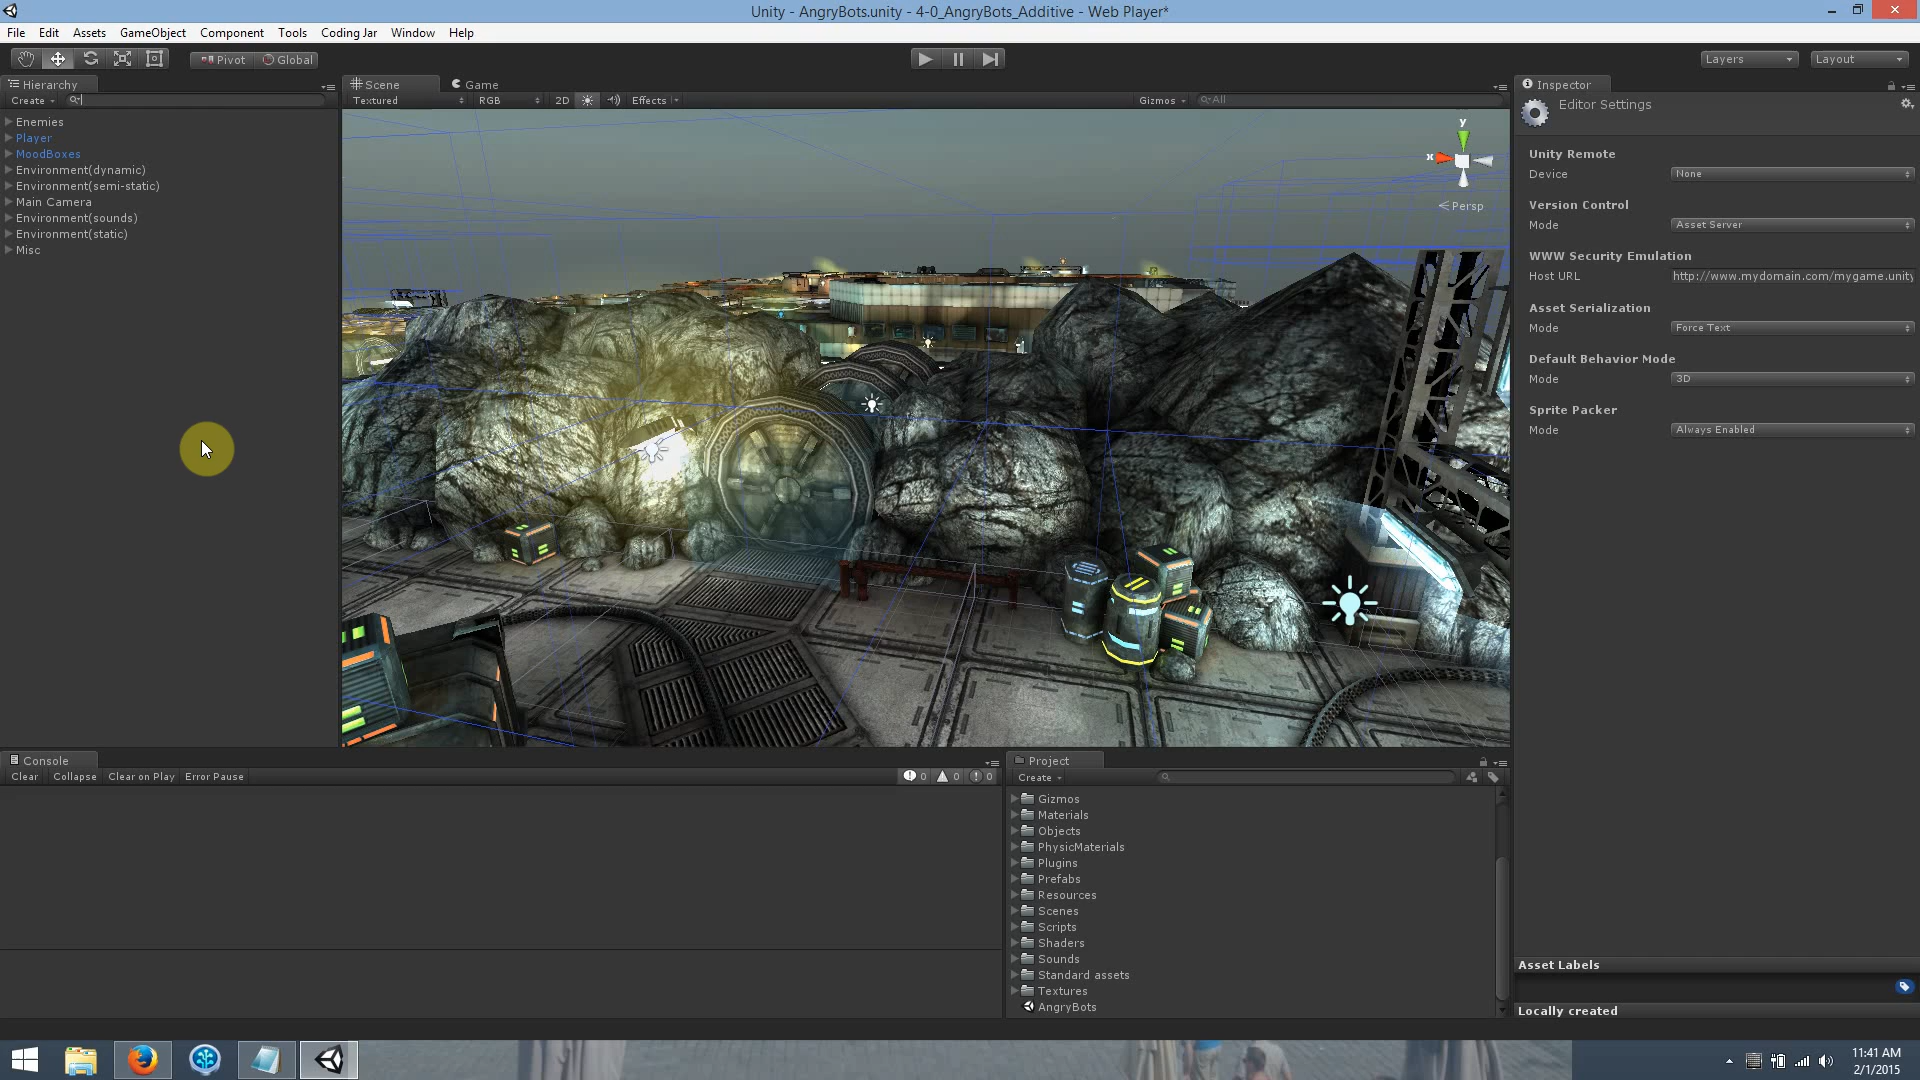 Unity - AngryBots.unity - 4-0_AngryBots_Additive - Web Player*
File Edit Assets GameObject Component Tools Coding Jar Window Help
Pivot Global Layers Layout
Hierarchy
Create
Enemies
Player
MoodBoxes
Environment(dynamic)
Environment(semi-static)
Main Camera
Environment(sounds)
Environment(static)
Misc
Scene Game
Textured RGB 2D Effects Gizmos All
y
x
Persp
Inspector
Editor Settings
Unity Remote
Device None
Version Control
Mode Asset Server
WWW Security Emulation
Host URL http://www.mydomain.com/mygame.unity
Asset Serialization
Mode Force Text
Default Behavior Mode
Mode 3D
Sprite Packer
Mode Always Enabled
Asset Labels
Locally created
Console
Clear Collapse Clear on Play Error Pause 0 0 0
Project
Create
Gizmos
Materials
Objects
PhysicMaterials
Plugins
Prefabs
Resources
Scenes
Scripts
Shaders
Sounds
Standard assets
Textures
AngryBots
11:41 AM
2/1/2015